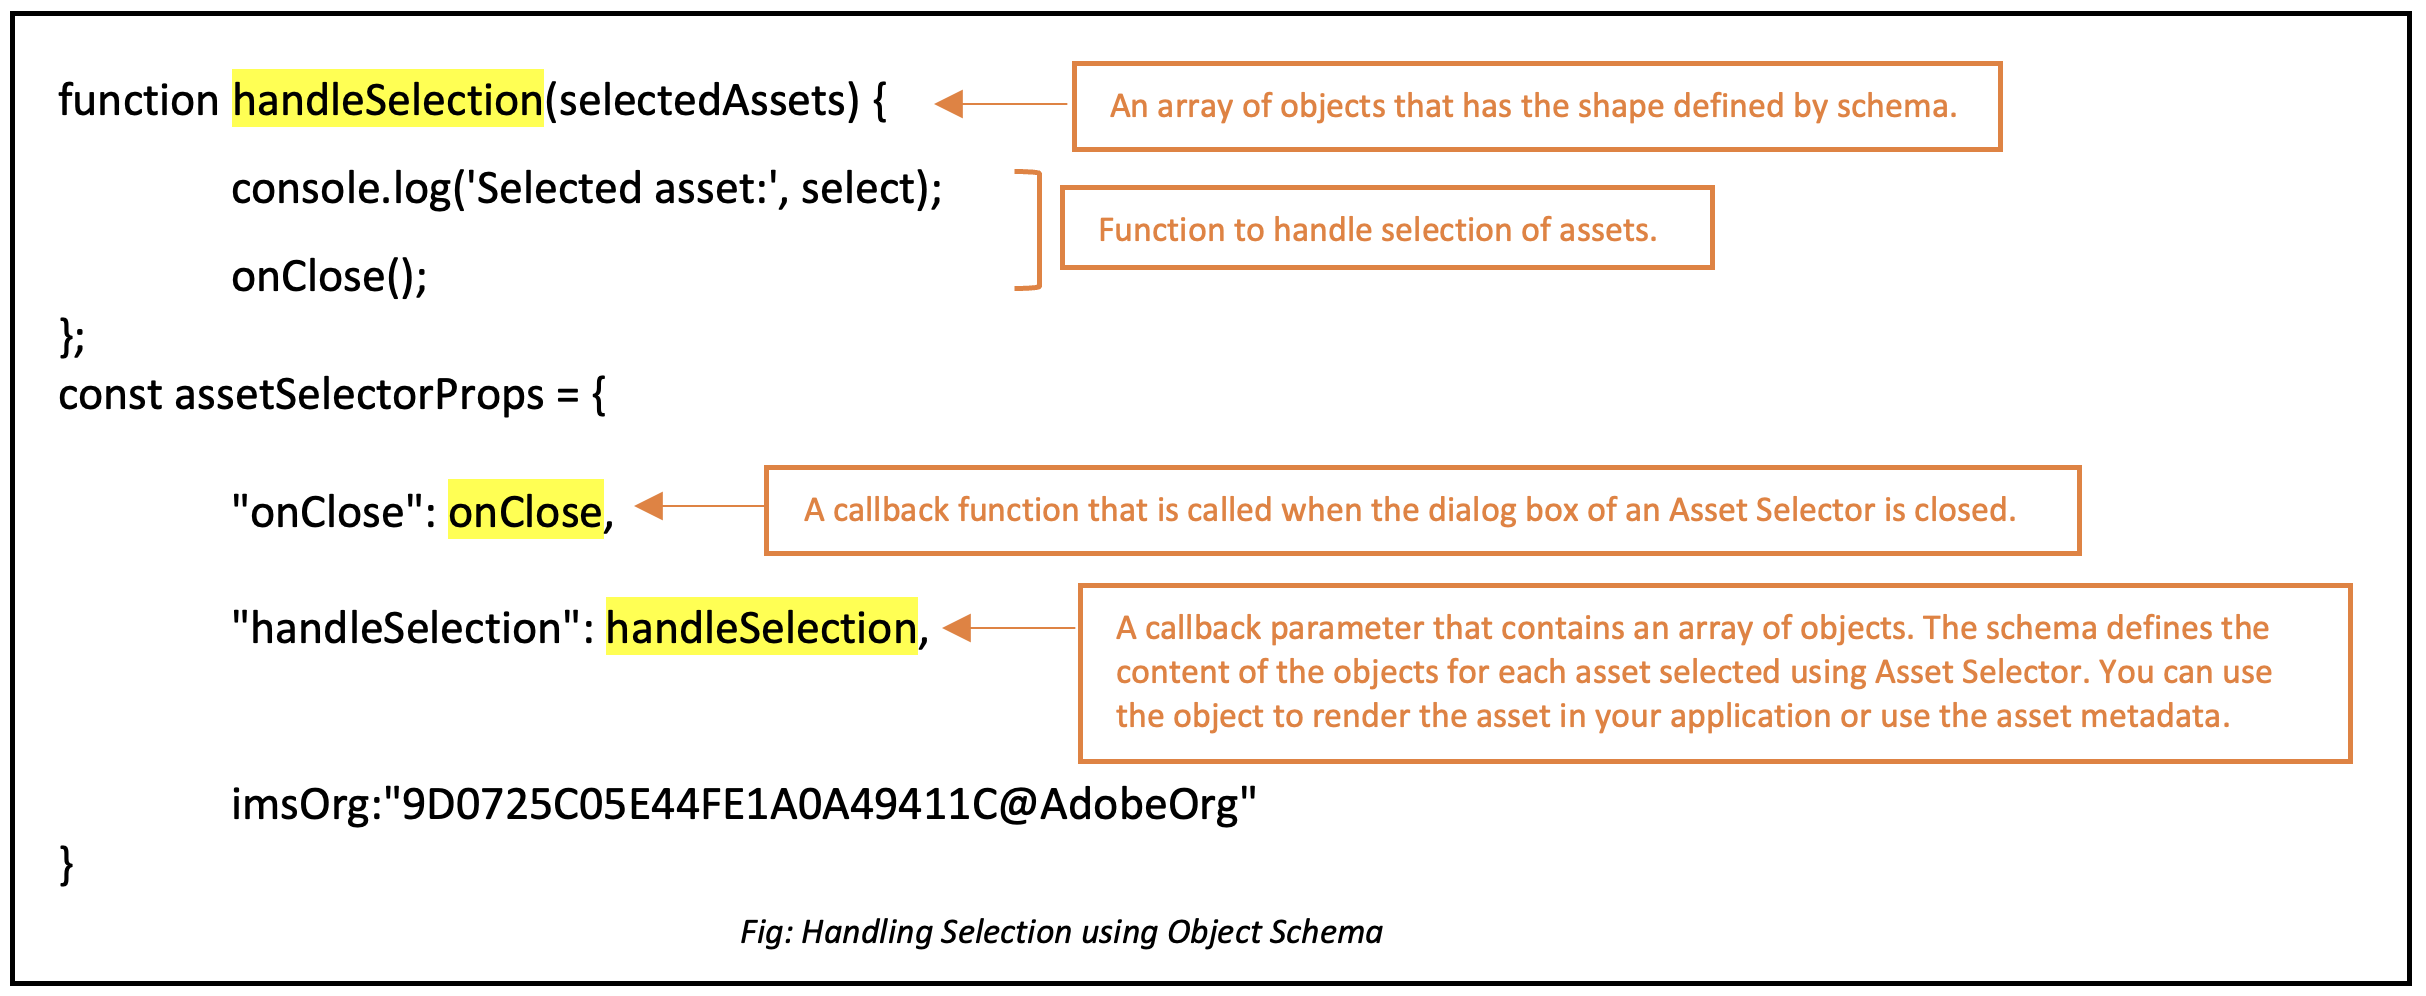 function handleSelection(selectedAssets) {
An array of objects that has the shape defined by schema.
console.log('Selected asset:', select);
Function to handle selection of assets.
onClose();
};
const assetSelectorProps = {
"onClose": onClose,
A callback function that is called when the dialog box of an Asset Selector is closed.
"handleSelection": handleSelection,
A callback parameter that contains an array of objects. The schema defines the
content of the objects for each asset selected using Asset Selector. You can use
the object to render the asset in your application or use the asset metadata.
imsOrg:"9D0725C05E44FE1A0A49411C@AdobeOrg"
}
Fig: Handling Selection using Object Schema